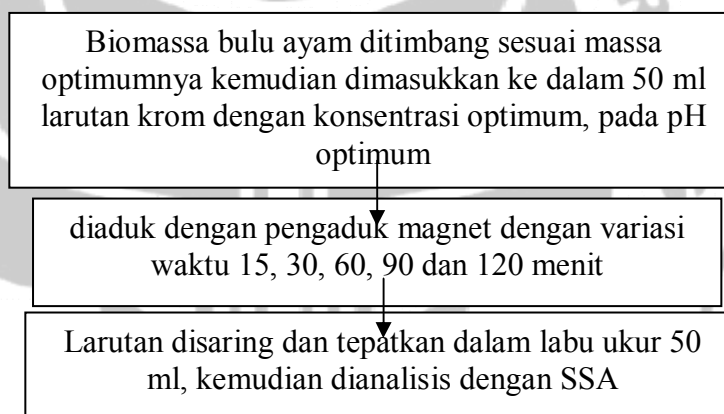 Biomassa bulu ayam ditimbang sesuai massa
optimumnya kemudian dimasukkan ke dalam 50 ml
larutan krom dengan konsentrasi optimum, pada pH
optimum
diaduk dengan pengaduk magnet dengan variasi
waktu 15, 30, 60, 90 dan 120 menit
Larutan disaring dan tepatkan dalam labu ukur 50
ml, kemudian dianalisis dengan SSA